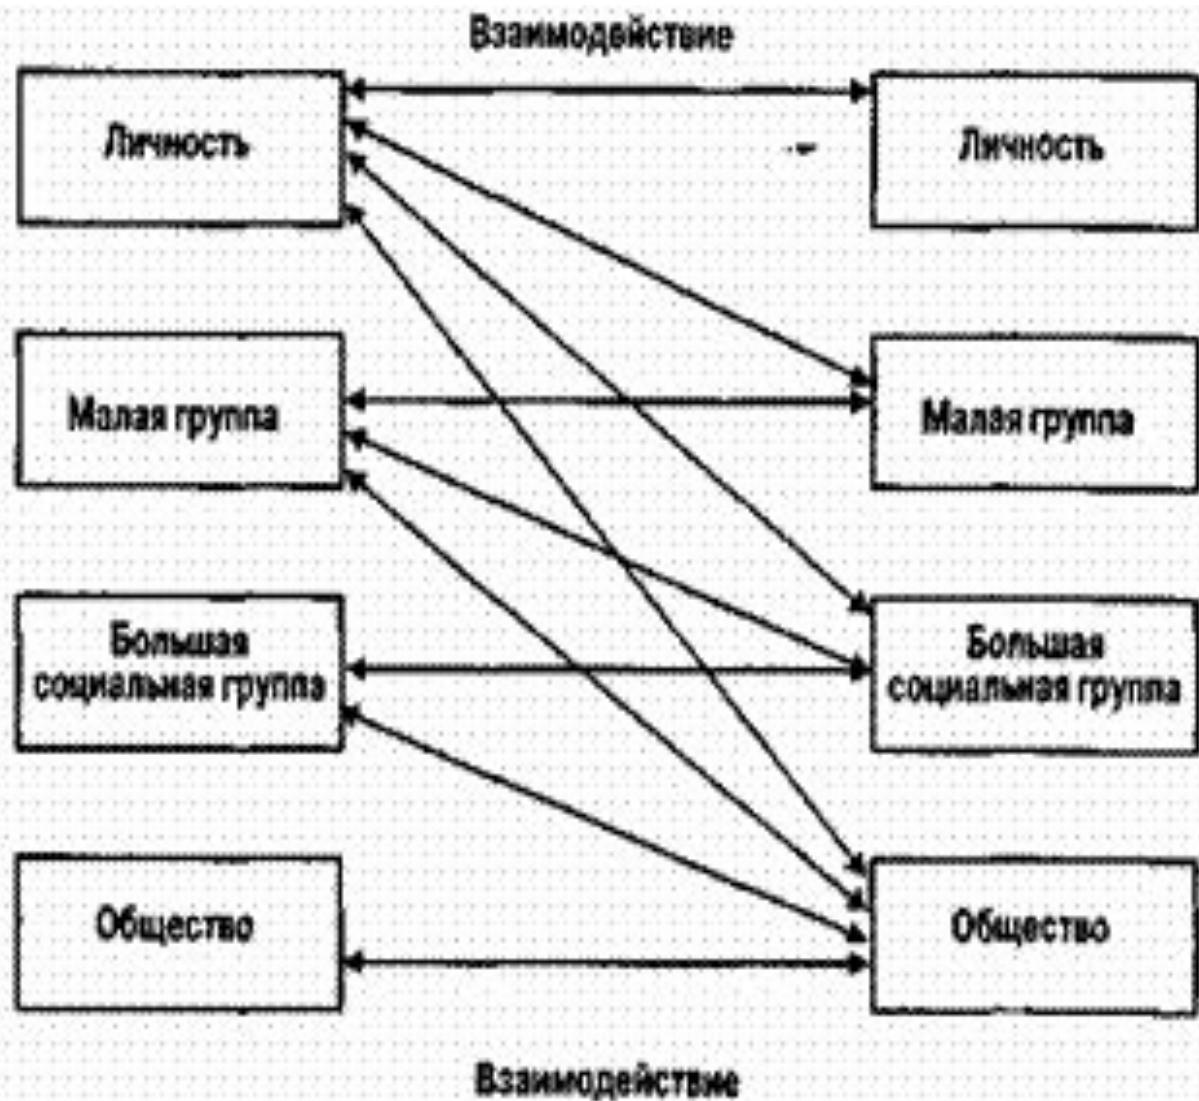 Взаимодействие
Личность
Личность
Малая группа
Малая группа
Большая
социальная группа
Большая
социальная группа
Общество
Общество
Взаимодействие